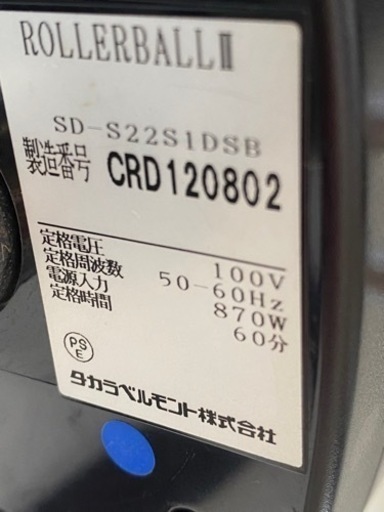 ROLLERBALLⅢ
SD-S22S1DSB
製造番号 CRD120802
定格電圧 100V
定格周波数 50-60Hz
電源入力 870W
定格時間 60分
PSE
タカラベルモント株式会社